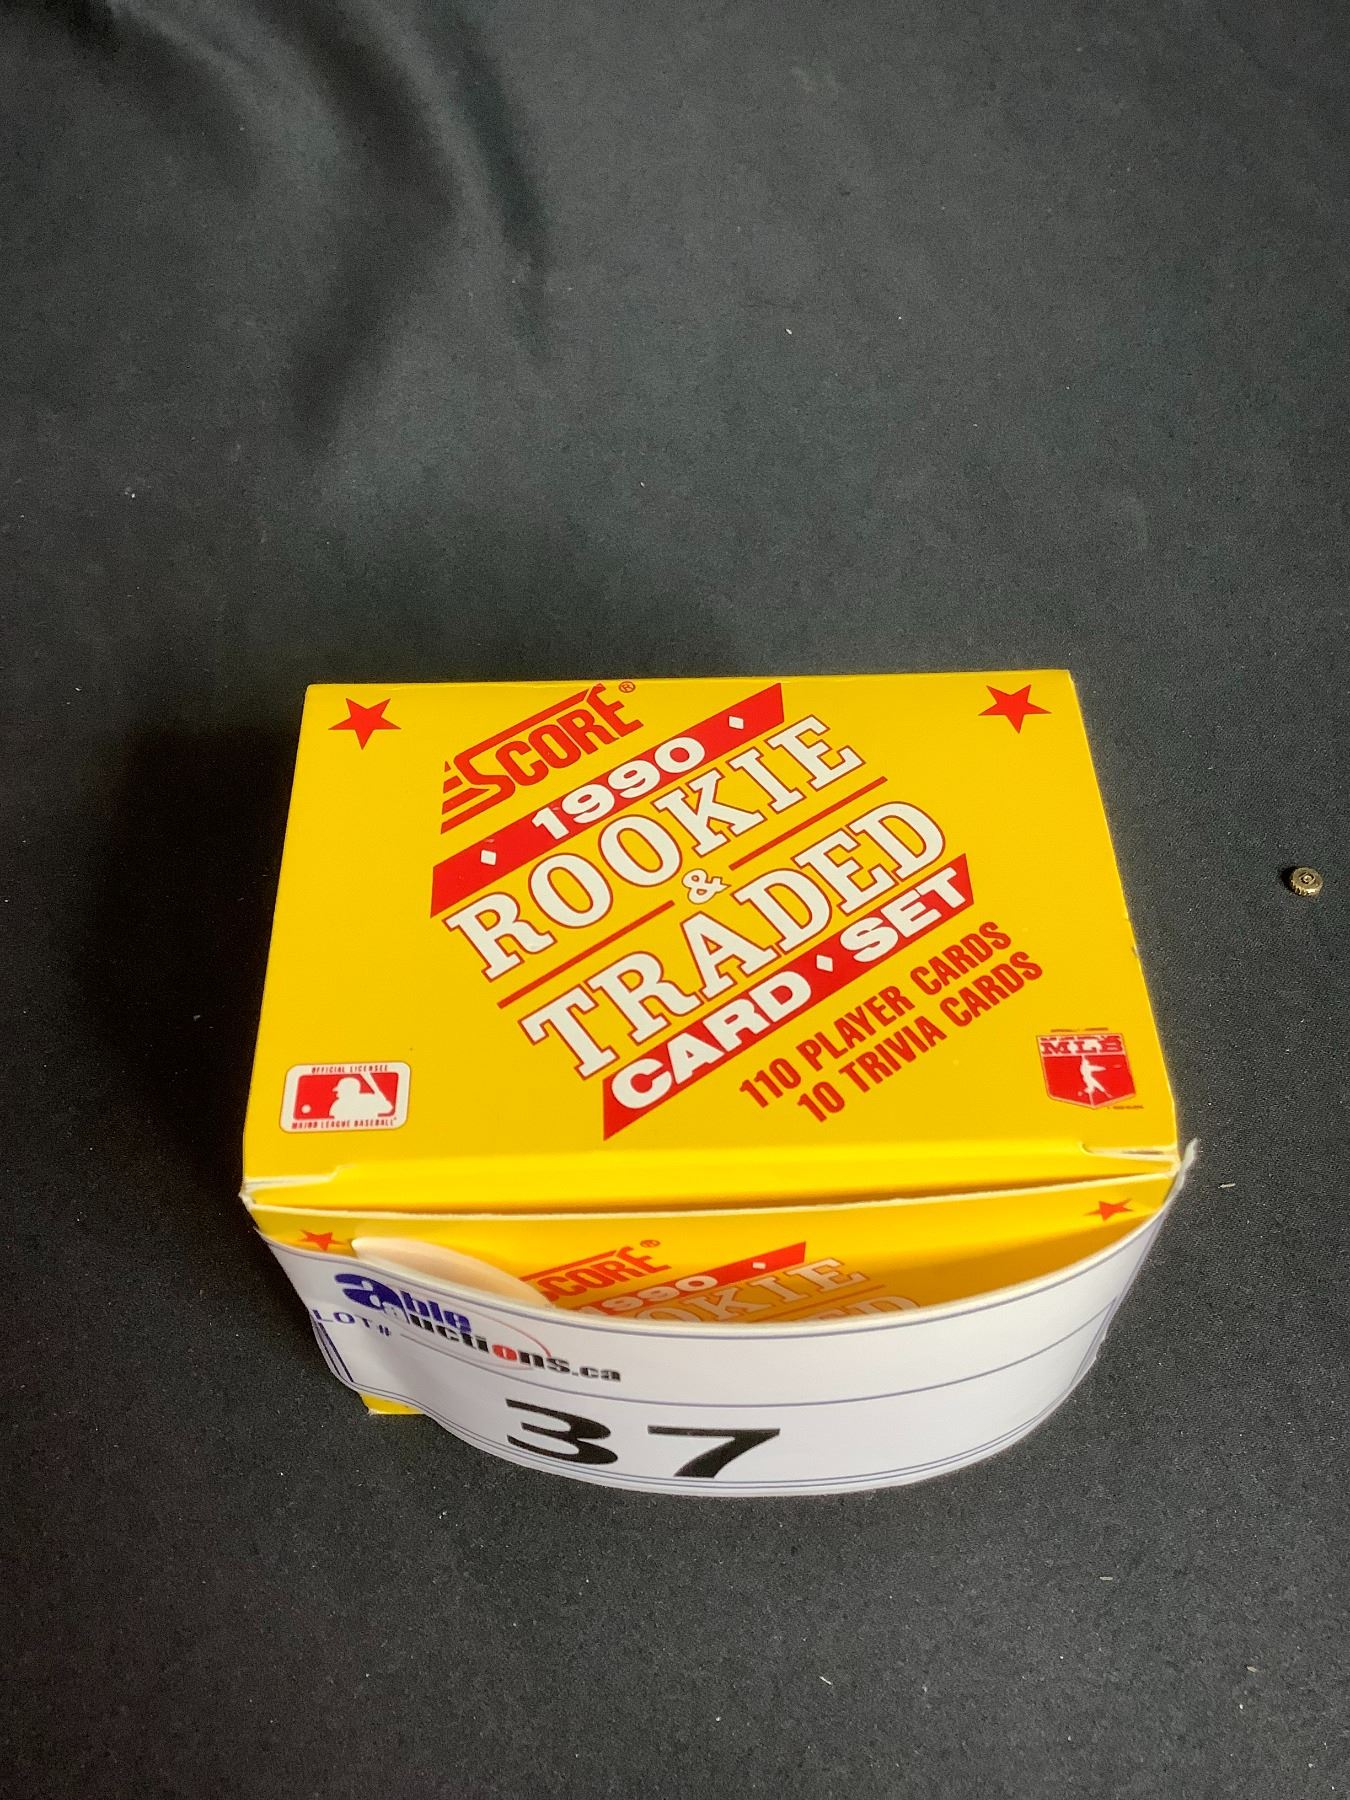 SCORE®
1990
ROOKIE
&
TRADED
CARD SET
110 PLAYER CARDS
10 TRIVIA CARDS
OFFICIAL LICENSEE
MAJOR LEAGUE BASEBALL
MLB
SCORE®
1990
OOKIE
able
auctions.ca
LOT#
37